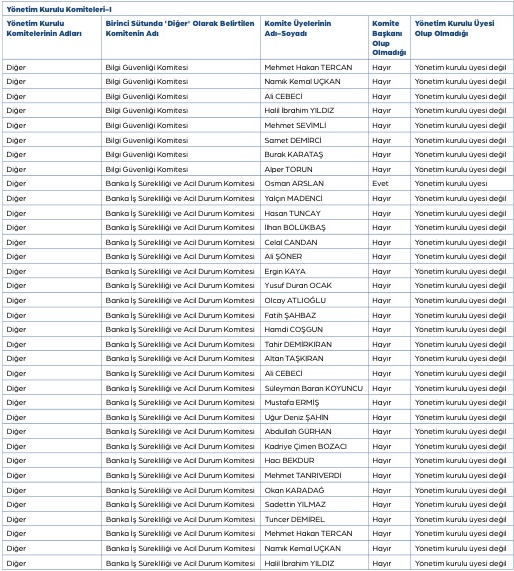 Yönetim Kurulu Komiteleri-I
Yönetim Kurulu Komitelerinin Adları Birinci Sütunda 'Diğer' Olarak Belirtilen Komitenin Adı Komite Üyelerinin Adı-Soyadı Komite Başkanı Olup Olmadığı Yönetim Kurulu Üyesi Olup Olmadığı
Diğer Bilgi Güvenliği Komitesi Mehmet Hakan TERCAN Hayır Yönetim kurulu üyesi değil
Diğer Bilgi Güvenliği Komitesi Namık Kemal UÇKAN Hayır Yönetim kurulu üyesi değil
Diğer Bilgi Güvenliği Komitesi Ali CEBECİ Hayır Yönetim kurulu üyesi değil
Diğer Bilgi Güvenliği Komitesi Halil İbrahim YILDIZ Hayır Yönetim kurulu üyesi değil
Diğer Bilgi Güvenliği Komitesi Mehmet SEVİMLİ Hayır Yönetim kurulu üyesi değil
Diğer Bilgi Güvenliği Komitesi Samet DEMİRCİ Hayır Yönetim kurulu üyesi değil
Diğer Bilgi Güvenliği Komitesi Burak KARATAŞ Hayır Yönetim kurulu üyesi değil
Diğer Bilgi Güvenliği Komitesi Alper TORUN Hayır Yönetim kurulu üyesi değil
Diğer Banka İş Sürekliliği ve Acil Durum Komitesi Osman ARSLAN Evet Yönetim kurulu üyesi
Diğer Banka İş Sürekliliği ve Acil Durum Komitesi Yalçın MADENCİ Hayır Yönetim kurulu üyesi değil
Diğer Banka İş Sürekliliği ve Acil Durum Komitesi Hasan TUNCAY Hayır Yönetim kurulu üyesi değil
Diğer Banka İş Sürekliliği ve Acil Durum Komitesi İlhan BÖLÜKBAŞ Hayır Yönetim kurulu üyesi değil
Diğer Banka İş Sürekliliği ve Acil Durum Komitesi Celal CANDAN Hayır Yönetim kurulu üyesi değil
Diğer Banka İş Sürekliliği ve Acil Durum Komitesi Ali ŞÖNER Hayır Yönetim kurulu üyesi değil
Diğer Banka İş Sürekliliği ve Acil Durum Komitesi Ergin KAYA Hayır Yönetim kurulu üyesi değil
Diğer Banka İş Sürekliliği ve Acil Durum Komitesi Yusuf Duran OCAK Hayır Yönetim kurulu üyesi değil
Diğer Banka İş Sürekliliği ve Acil Durum Komitesi Olcay ATLIOĞLU Hayır Yönetim kurulu üyesi değil
Diğer Banka İş Sürekliliği ve Acil Durum Komitesi Fatih ŞAHBAZ Hayır Yönetim kurulu üyesi değil
Diğer Banka İş Sürekliliği ve Acil Durum Komitesi Hamdi COŞGUN Hayır Yönetim kurulu üyesi değil
Diğer Banka İş Sürekliliği ve Acil Durum Komitesi Tahir DEMİRKIRAN Hayır Yönetim kurulu üyesi değil
Diğer Banka İş Sürekliliği ve Acil Durum Komitesi Altan TAŞKIRAN Hayır Yönetim kurulu üyesi değil
Diğer Banka İş Sürekliliği ve Acil Durum Komitesi Ali CEBECİ Hayır Yönetim kurulu üyesi değil
Diğer Banka İş Sürekliliği ve Acil Durum Komitesi Süleyman Baran KOYUNCU Hayır Yönetim kurulu üyesi değil
Diğer Banka İş Sürekliliği ve Acil Durum Komitesi Mustafa ERMİŞ Hayır Yönetim kurulu üyesi değil
Diğer Banka İş Sürekliliği ve Acil Durum Komitesi Uğur Deniz ŞAHİN Hayır Yönetim kurulu üyesi değil
Diğer Banka İş Sürekliliği ve Acil Durum Komitesi Abdullah GÜRHAN Hayır Yönetim kurulu üyesi değil
Diğer Banka İş Sürekliliği ve Acil Durum Komitesi Kadriye Çimen BOZACI Hayır Yönetim kurulu üyesi değil
Diğer Banka İş Sürekliliği ve Acil Durum Komitesi Hacı BEKDUR Hayır Yönetim kurulu üyesi değil
Diğer Banka İş Sürekliliği ve Acil Durum Komitesi Mehmet TANRIVERDİ Hayır Yönetim kurulu üyesi değil
Diğer Banka İş Sürekliliği ve Acil Durum Komitesi Okan KARADAĞ Hayır Yönetim kurulu üyesi değil
Diğer Banka İş Sürekliliği ve Acil Durum Komitesi Sadettin YILMAZ Hayır Yönetim kurulu üyesi değil
Diğer Banka İş Sürekliliği ve Acil Durum Komitesi Tuncer DEMİREL Hayır Yönetim kurulu üyesi değil
Diğer Banka İş Sürekliliği ve Acil Durum Komitesi Mehmet Hakan TERCAN Hayır Yönetim kurulu üyesi değil
Diğer Banka İş Sürekliliği ve Acil Durum Komitesi Namık Kemal UÇKAN Hayır Yönetim kurulu üyesi değil
Diğer Banka İş Sürekliliği ve Acil Durum Komitesi Halil İbrahim YILDIZ Hayır Yönetim kurulu üyesi değil